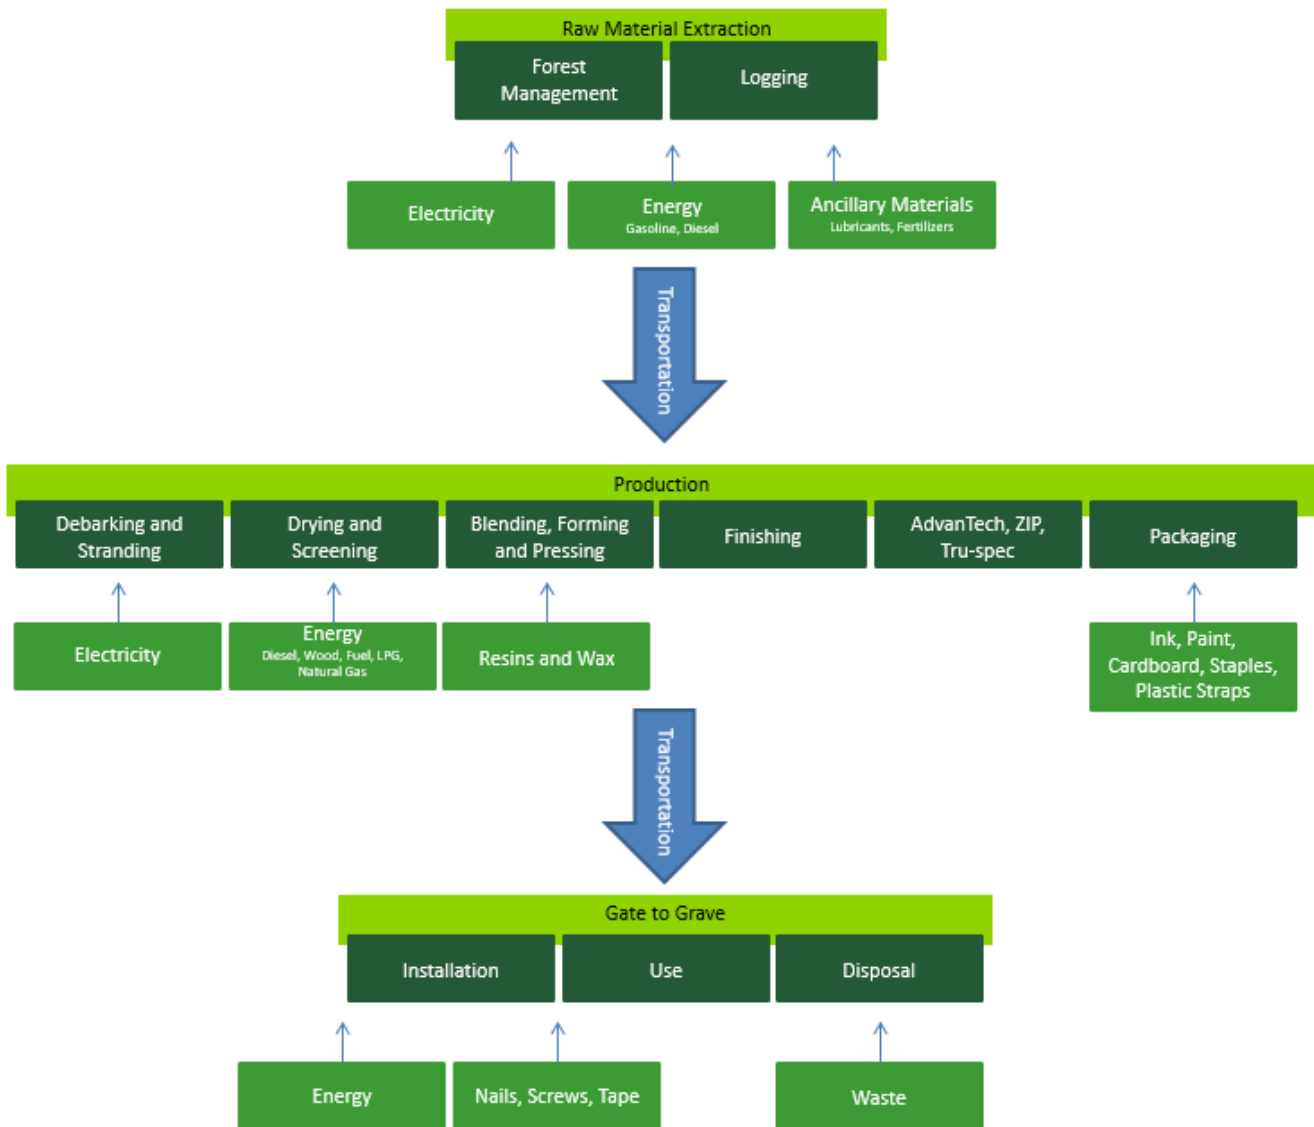 Raw Material Extraction
Forest
Management
Logging
Electricity
Energy
Gasoline, Diesel
Ancillary Materials
Lubricants, Fertilizers
Transportation
Production
Debarking and
Stranding
Drying and
Screening
Blending, Forming
and Pressing
Finishing
AdvanTech, ZIP,
Tru-spec
Packaging
Electricity
Energy
Diesel, Wood, Fuel, LPG,
Natural Gas
Resins and Wax
Ink, Paint,
Cardboard, Staples,
Plastic Straps
Transportation
Gate to Grave
Installation
Use
Disposal
Energy
Nails, Screws, Tape
Waste